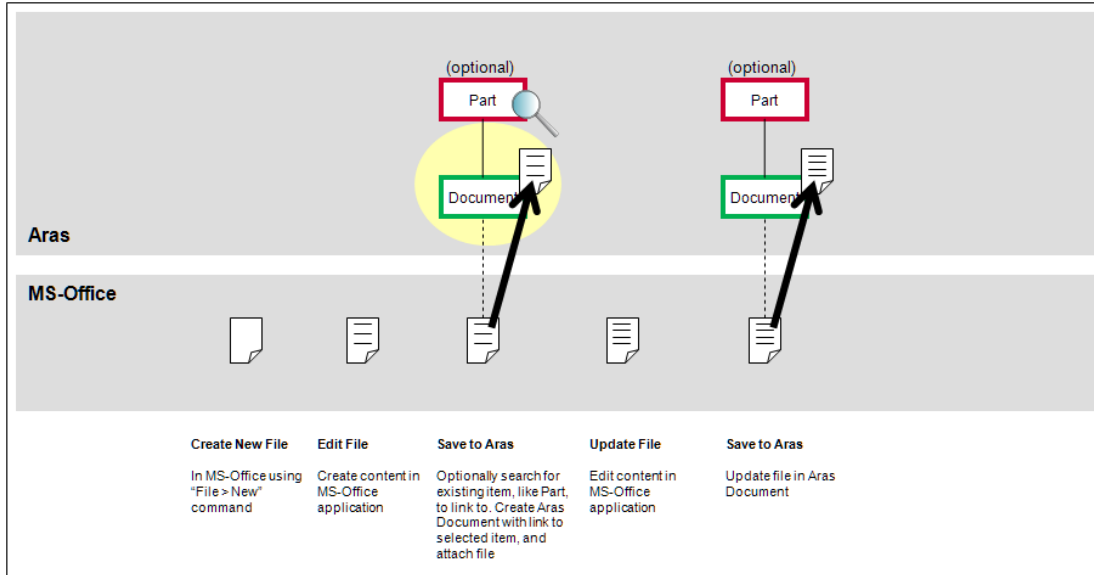 (optional)
(optional)
Part
Part
Document
Document
Aras
MS-Office
Create New File
In MS-Office using
“File > New”
command
Edit File
Create content in
MS-Office
application
Save to Aras
Optionally search for
existing item, like Part,
to link to. Create Aras
Document with link to
selected item, and
attach file
Update File
Edit content in
MS-Office
application
Save to Aras
Update file in Aras
Document